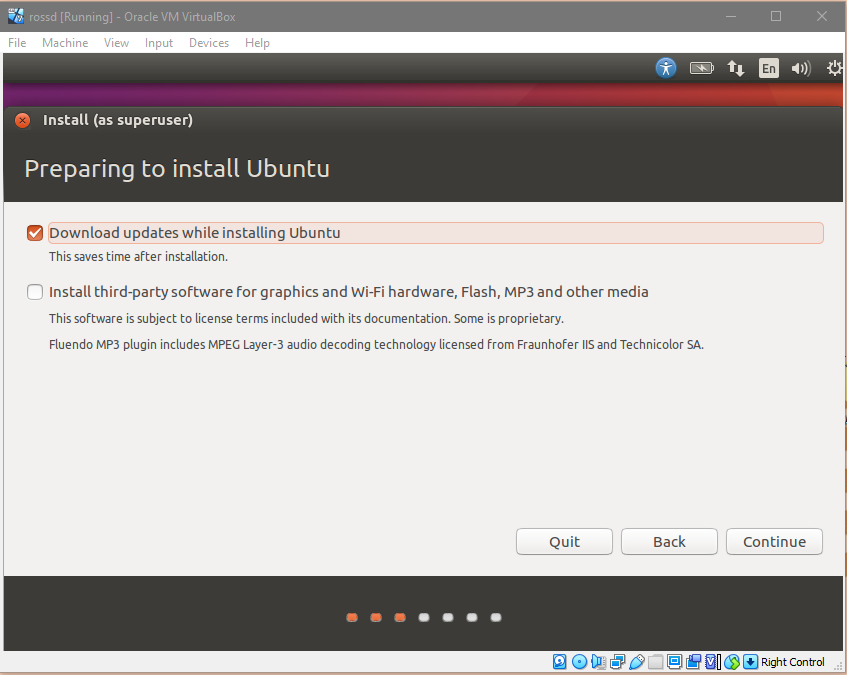 rossd [Running] - Oracle VM VirtualBox
File Machine View Input Devices Help
En
Install (as superuser)
Preparing to install Ubuntu
Download updates while installing Ubuntu
This saves time after installation.
Install third-party software for graphics and Wi-Fi hardware, Flash, MP3 and other media
This software is subject to license terms included with its documentation. Some is proprietary.
Fluendo MP3 plugin includes MPEG Layer-3 audio decoding technology licensed from Fraunhofer IIS and Technicolor SA.
Quit Back Continue
Right Control